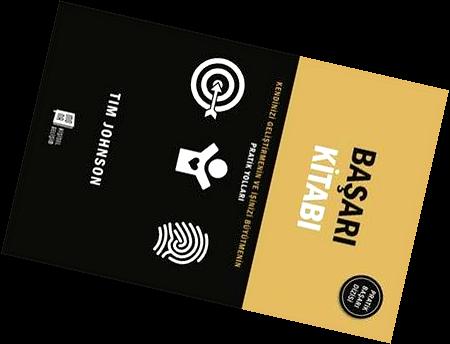 BAŞARI
KİTABI
PRATİK
BAŞARI
DİZİSİ
KENDİNİZİ GELİŞTİRMENİN VE İŞİNİZİ BÜYÜTMENİN
PRATİK YOLLARI
TIM JOHNSON